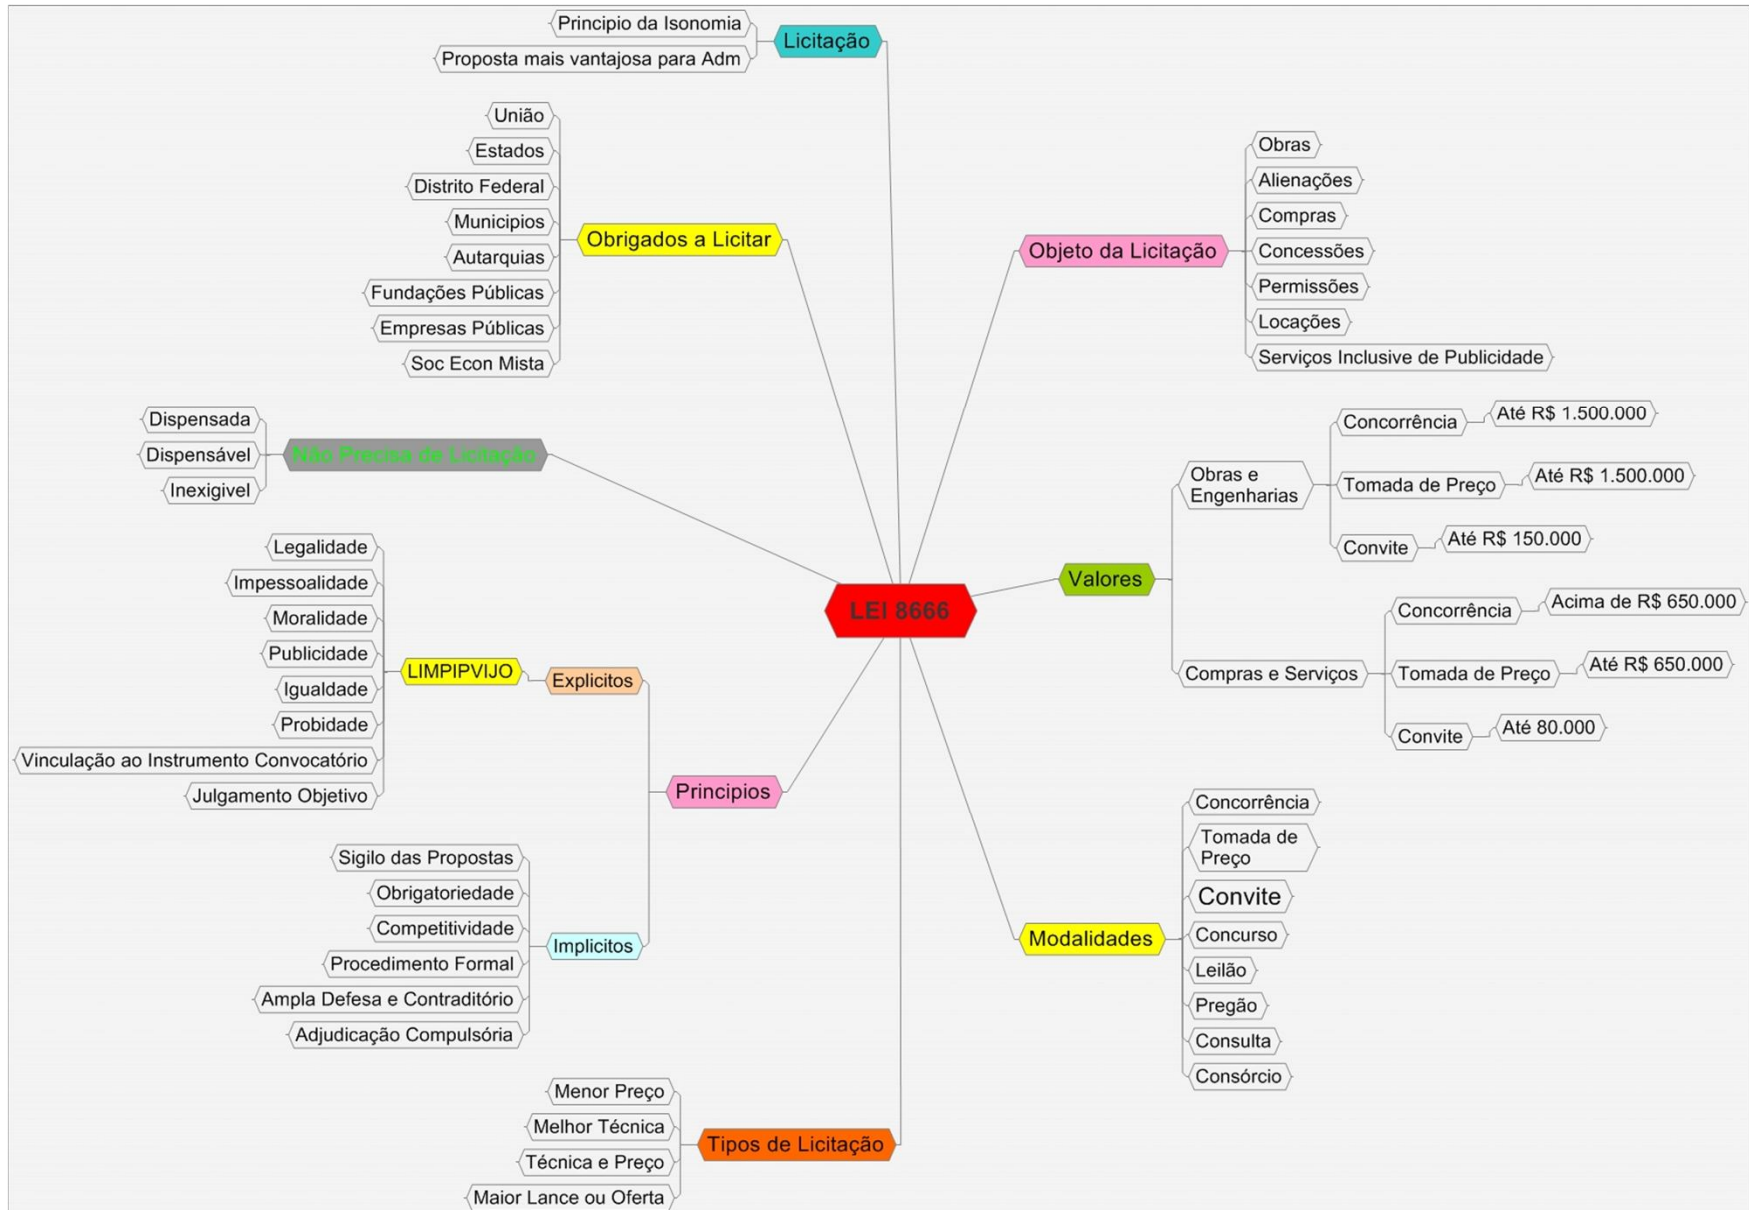 LEI 8666
Licitação
Principio da Isonomia
Proposta mais vantajosa para Adm
Obrigados a Licitar
União
Estados
Distrito Federal
Municipios
Autarquias
Fundações Públicas
Empresas Públicas
Soc Econ Mista
Não Precisa de Licitação
Dispensada
Dispensável
Inexigivel
Principios
Explicitos
LIMPIPVIJO
Legalidade
Impessoalidade
Moralidade
Publicidade
Igualdade
Probidade
Vinculação ao Instrumento Convocatório
Julgamento Objetivo
Implicitos
Sigilo das Propostas
Obrigatoriedade
Competitividade
Procedimento Formal
Ampla Defesa e Contraditório
Adjudicação Compulsória
Tipos de Licitação
Menor Preço
Melhor Técnica
Técnica e Preço
Maior Lance ou Oferta
Objeto da Licitação
Obras
Alienações
Compras
Concessões
Permissões
Locações
Serviços Inclusive de Publicidade
Valores
Obras e
Engenharias
Concorrência
Até R$ 1.500.000
Tomada de Preço
Até R$ 1.500.000
Convite
Até R$ 150.000
Compras e Serviços
Concorrência
Acima de R$ 650.000
Tomada de Preço
Até R$ 650.000
Convite
Até 80.000
Modalidades
Concorrência
Tomada de
Preço
Convite
Concurso
Leilão
Pregão
Consulta
Consórcio